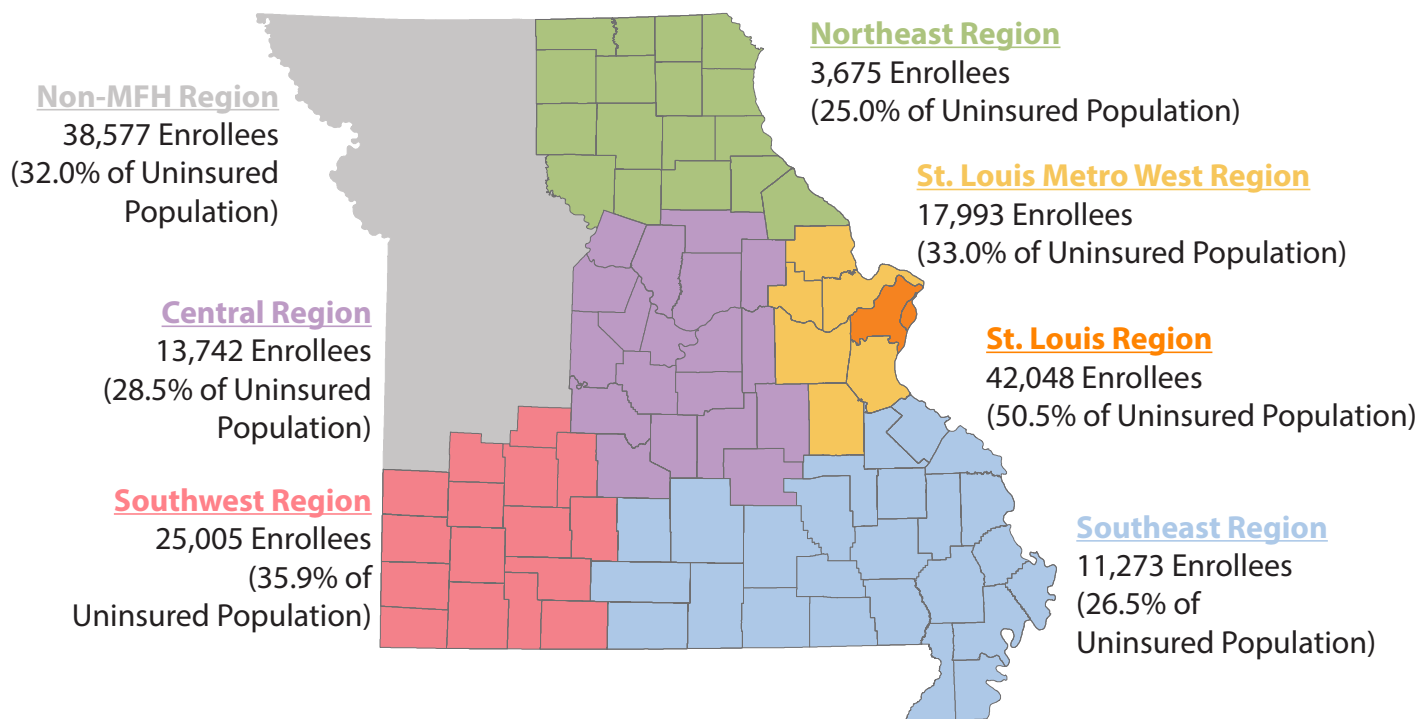 Northeast Region
3,675 Enrollees
(25.0% of Uninsured Population)
Non-MFH Region
38,577 Enrollees
(32.0% of Uninsured
Population)
St. Louis Metro West Region
17,993 Enrollees
(33.0% of Uninsured Population)
Central Region
13,742 Enrollees
(28.5% of Uninsured
Population)
St. Louis Region
42,048 Enrollees
(50.5% of Uninsured Population)
Southwest Region
25,005 Enrollees
(35.9% of
Uninsured Population)
Southeast Region
11,273 Enrollees
(26.5% of
Uninsured Population)